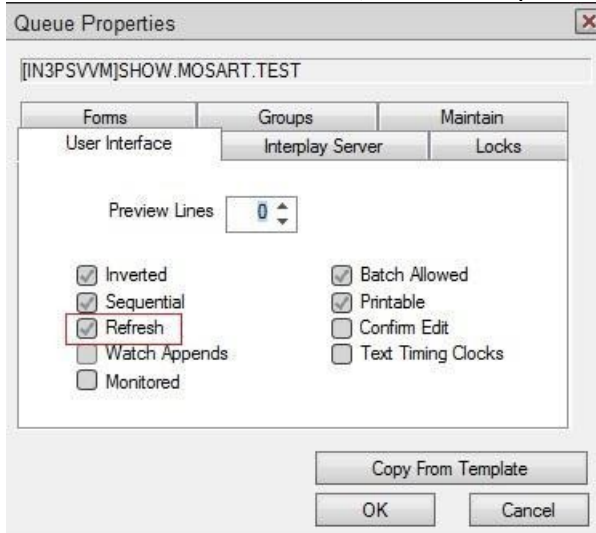 Queue Properties
[IN3PSVVM]SHOW.MOSART.TEST
Forms Groups Maintain
User Interface Interplay Server Locks
Preview Lines 0
Inverted Batch Allowed
Sequential Printable
Refresh Confirm Edit
Watch Appends Text Timing Clocks
Monitored
Copy From Template
OK Cancel